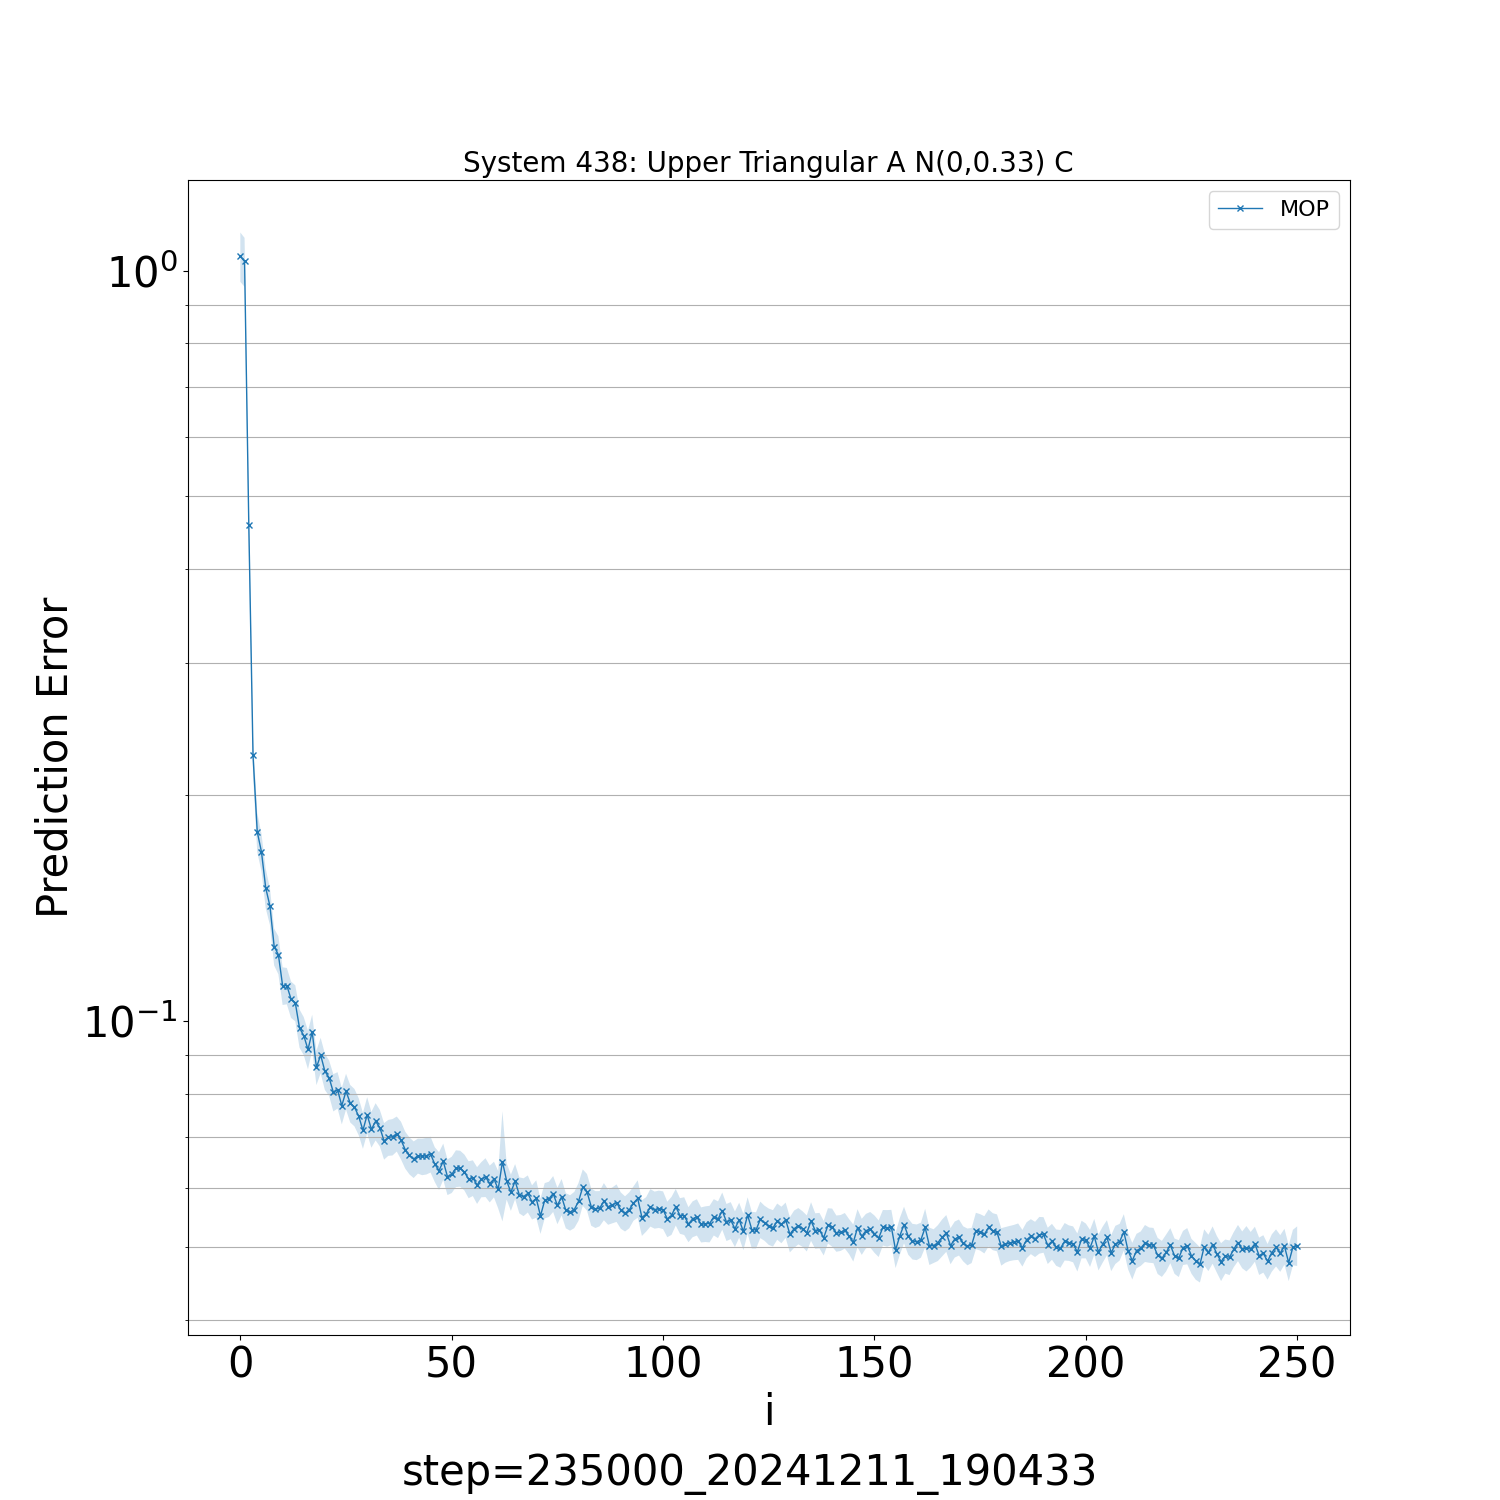 System 438: Upper Triangular A N(0,0.33) C
MOP
10⁰
10⁻¹
Prediction Error
0 50 100 150 200 250
i
step=235000_20241211_190433